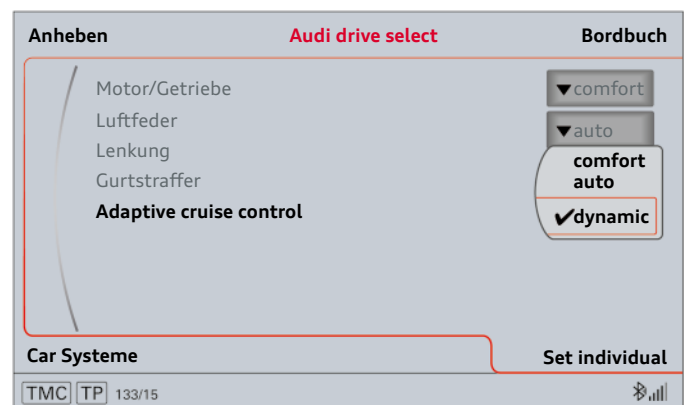 Anheben Audi drive select Bordbuch
Motor/Getriebe ▼comfort
Luftfeder ▼auto
Lenkung comfort
Gurtstraffer auto
Adaptive cruise control ✔dynamic
Car Systeme Set individual
TMC TP 133/15